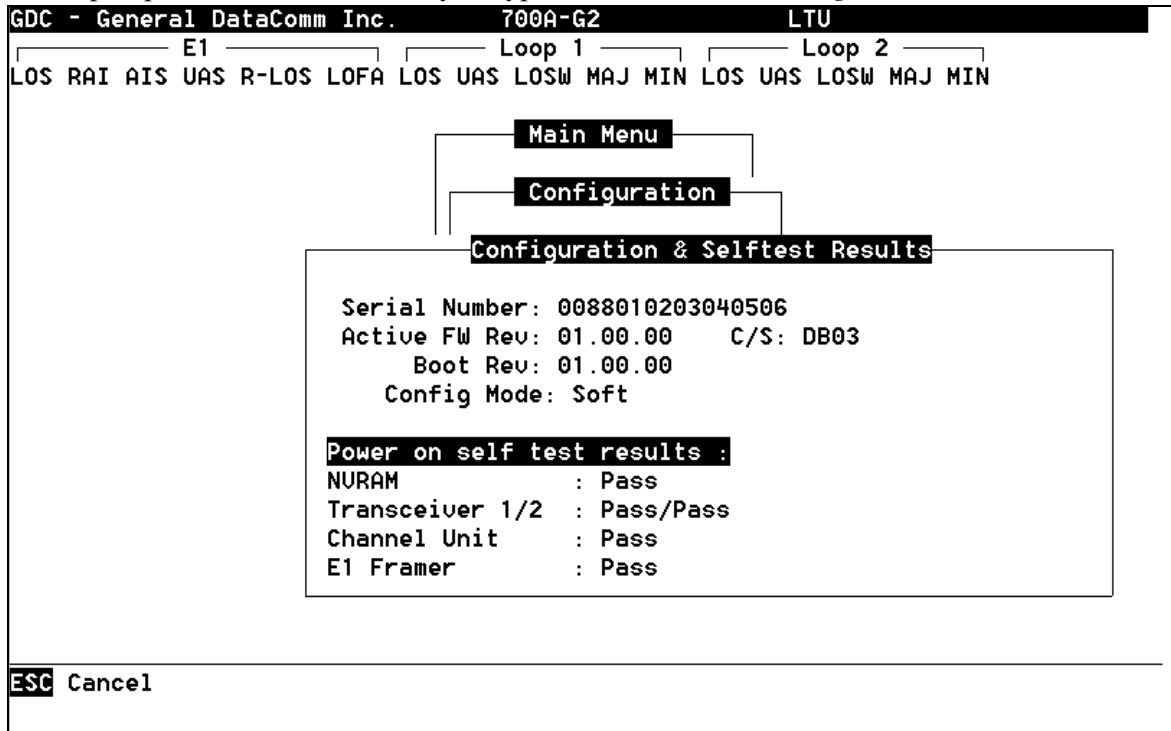 GDC - General DataComm Inc. 700A-G2 LTU
E1 Loop 1 Loop 2
LOS RAI AIS UAS R-LOS LOFA LOS UAS LOSW MAJ MIN LOS UAS LOSW MAJ MIN
Main Menu
Configuration
Configuration & Selftest Results
Serial Number: 0088010203040506
Active FW Rev: 01.00.00 C/S: DB03
Boot Rev: 01.00.00
Config Mode: Soft
Power on self test results :
NVRAM : Pass
Transceiver 1/2 : Pass/Pass
Channel Unit : Pass
E1 Framer : Pass
ESC Cancel